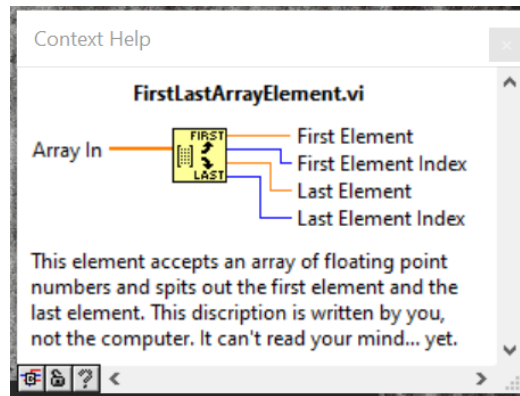 Context Help
FirstLastArrayElement.vi
Array In
FIRST
LAST
First Element
First Element Index
Last Element
Last Element Index
This element accepts an array of floating point
numbers and spits out the first element and the
last element. This discription is written by you,
not the computer. It can't read your mind... yet.
?